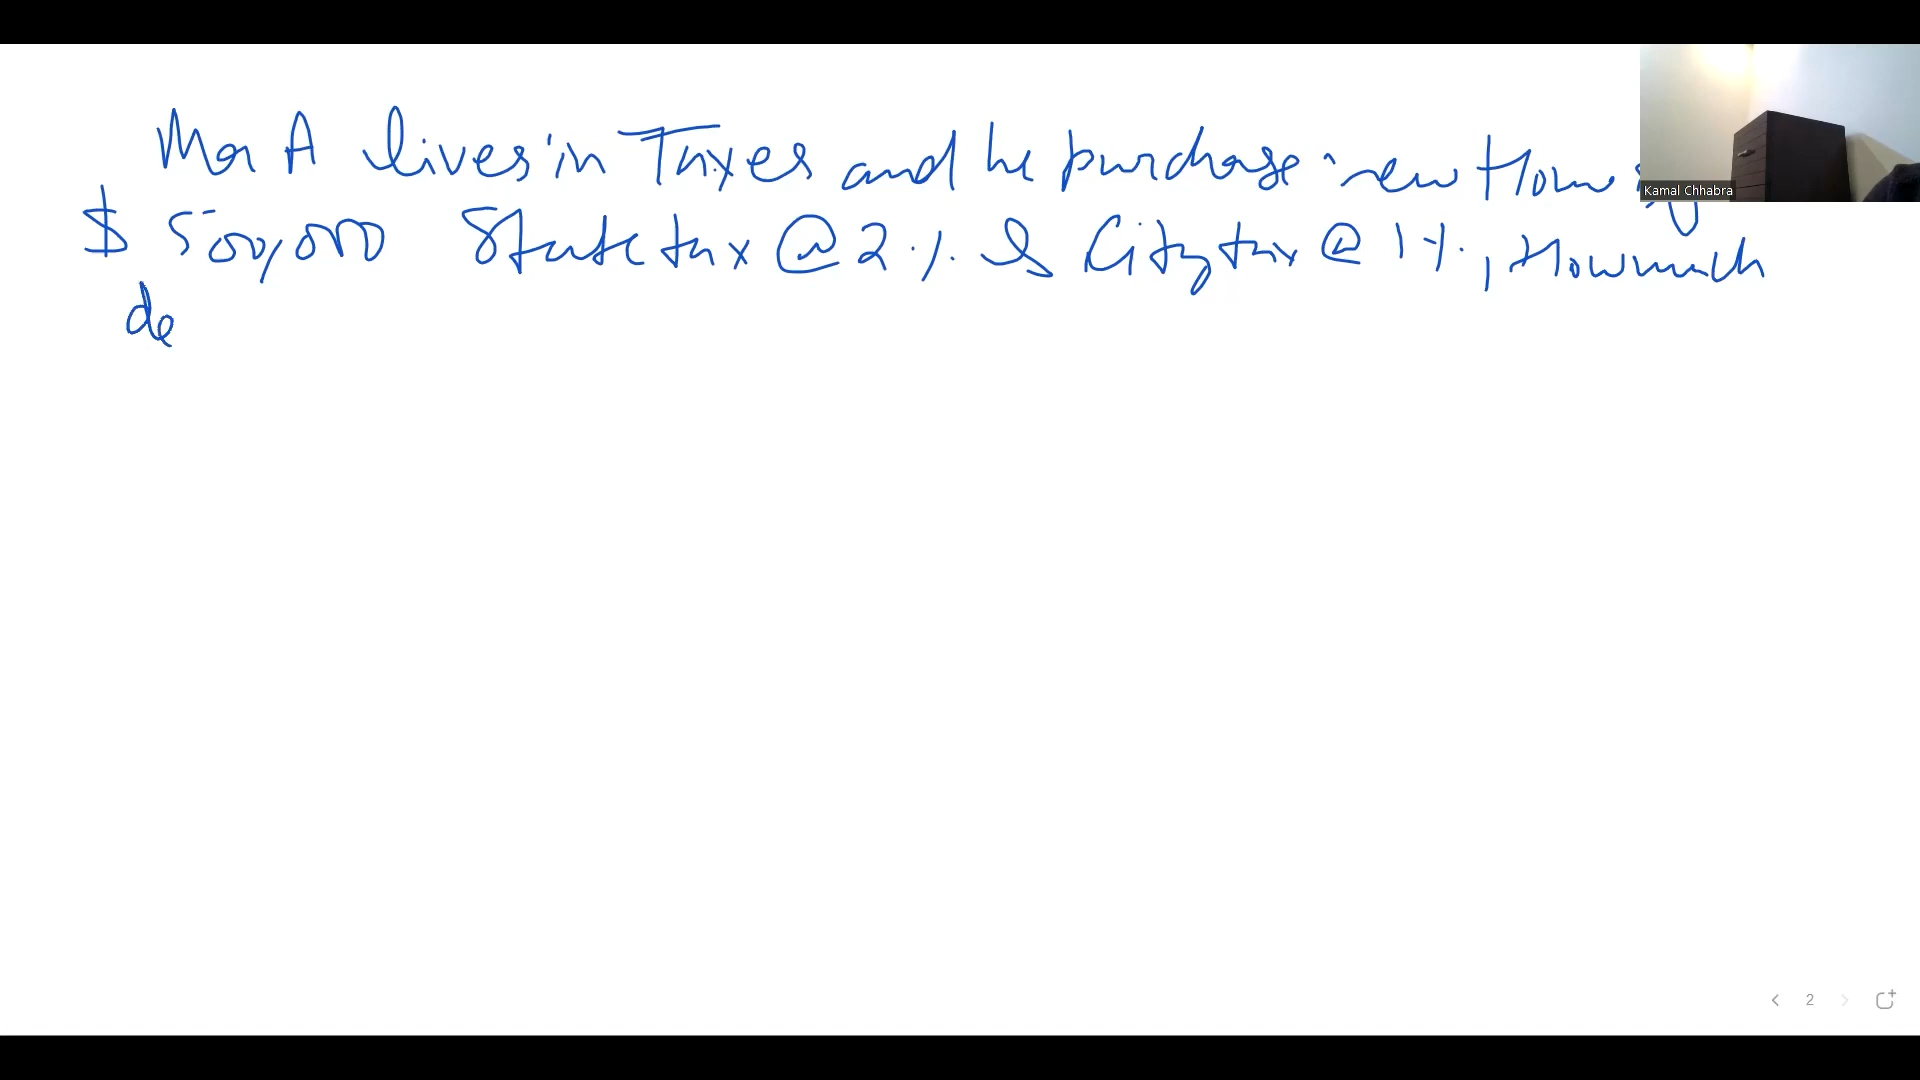 Mr A lives in Taxes and he purchase new Home
Kamal Chhabra
$ 500,000 State tax @ 2% & City tax @ 1%, How much
de
2